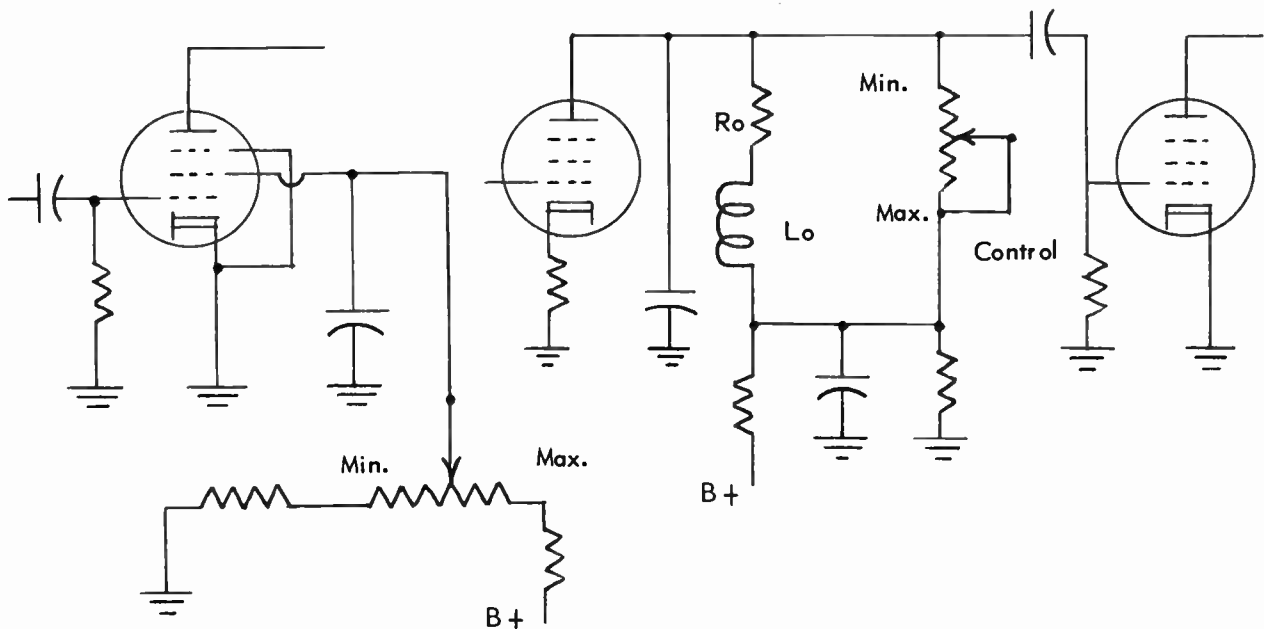 Min.
Ro
Max.
Lo
Control
Min.
Max.
B+
B+